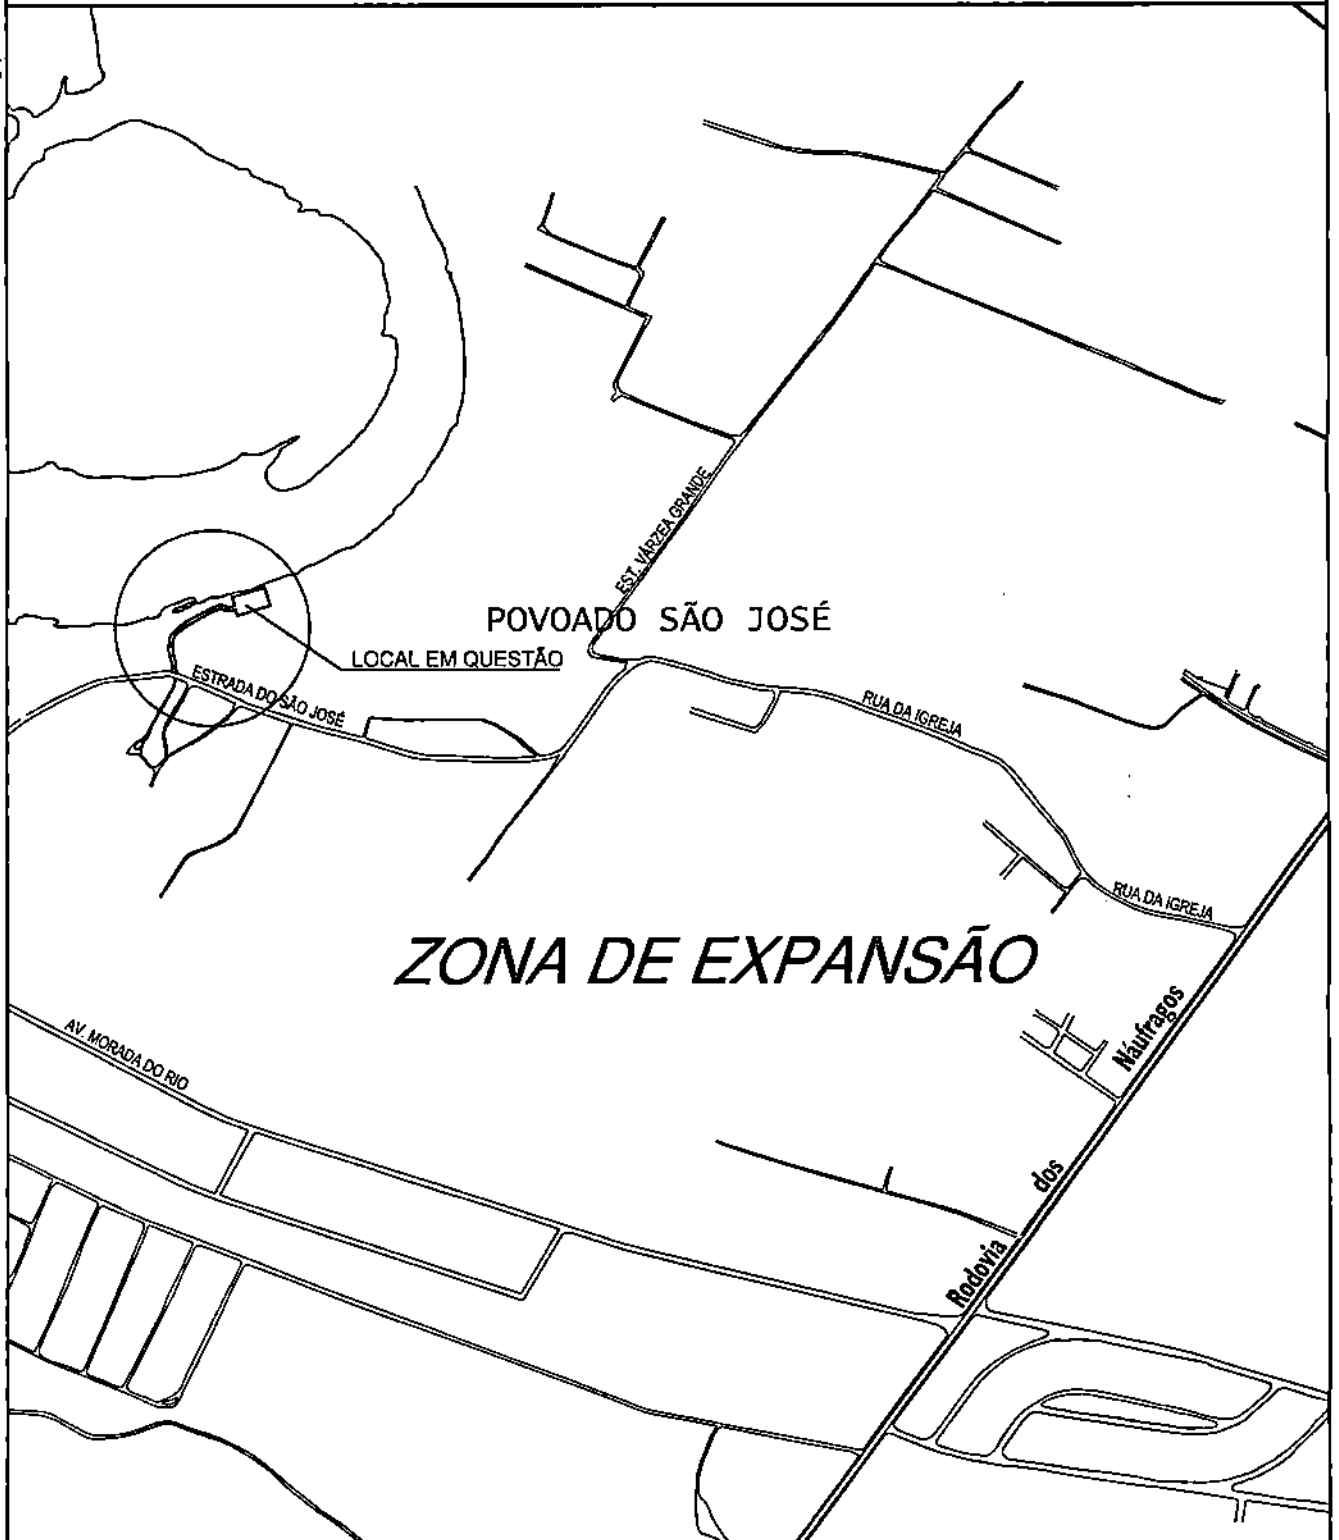 EST. VÁRZEA GRANDE
POVOADO SÃO JOSÉ
LOCAL EM QUESTÃO
ESTRADA DO SÃO JOSÉ
RUA DA IGREJA
RUA DA IGREJA
ZONA DE EXPANSÃO
AV. MORADA DO RIO
Rodovia dos Náufragos